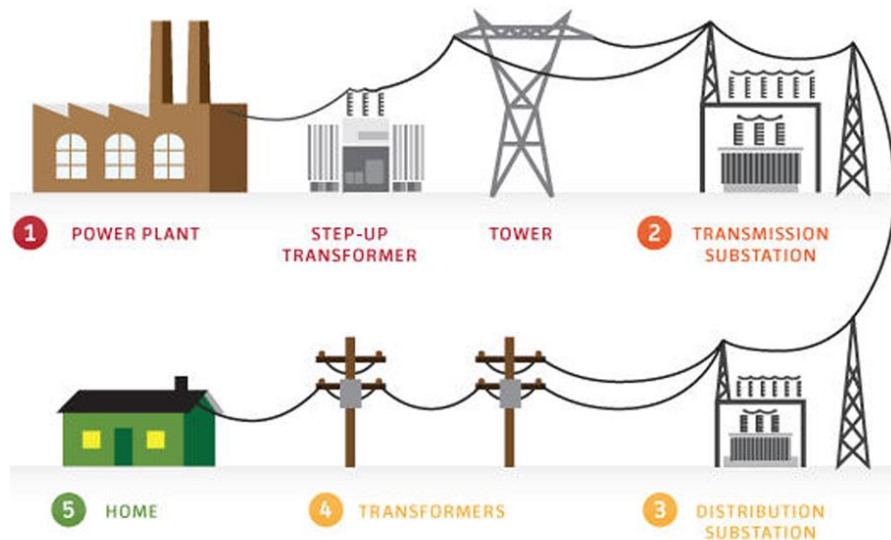 1 POWER PLANT
STEP-UP
TRANSFORMER
TOWER
2 TRANSMISSION
SUBSTATION
5 HOME
4 TRANSFORMERS
3 DISTRIBUTION
SUBSTATION